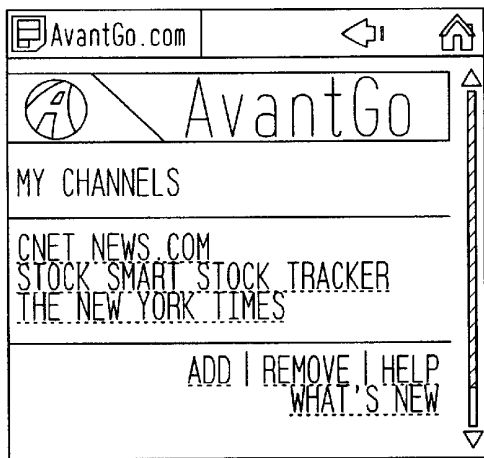 AvantGo.com
AvantGo
MY CHANNELS
CNET NEWS.COM
STOCK SMART STOCK TRACKER
THE NEW YORK TIMES
ADD | REMOVE | HELP
WHAT'S NEW